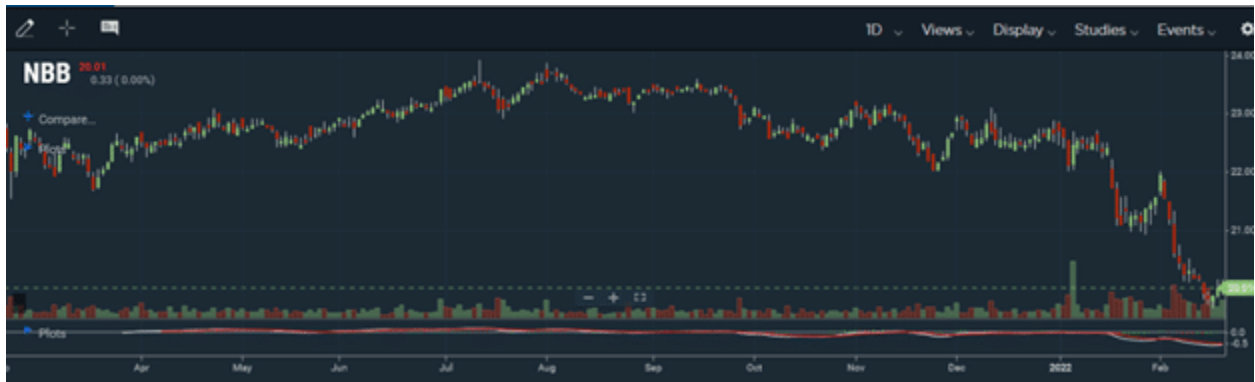 1D Views Display Studies Events
NBB 20.01
0.33 ( 0.00%)
Compare...
Plots
24.00
23.00
22.00
21.00
20.01
Plots
0.0
-0.5
Apr May Jun Jul Aug Sep Oct Nov Dec 2022 Feb